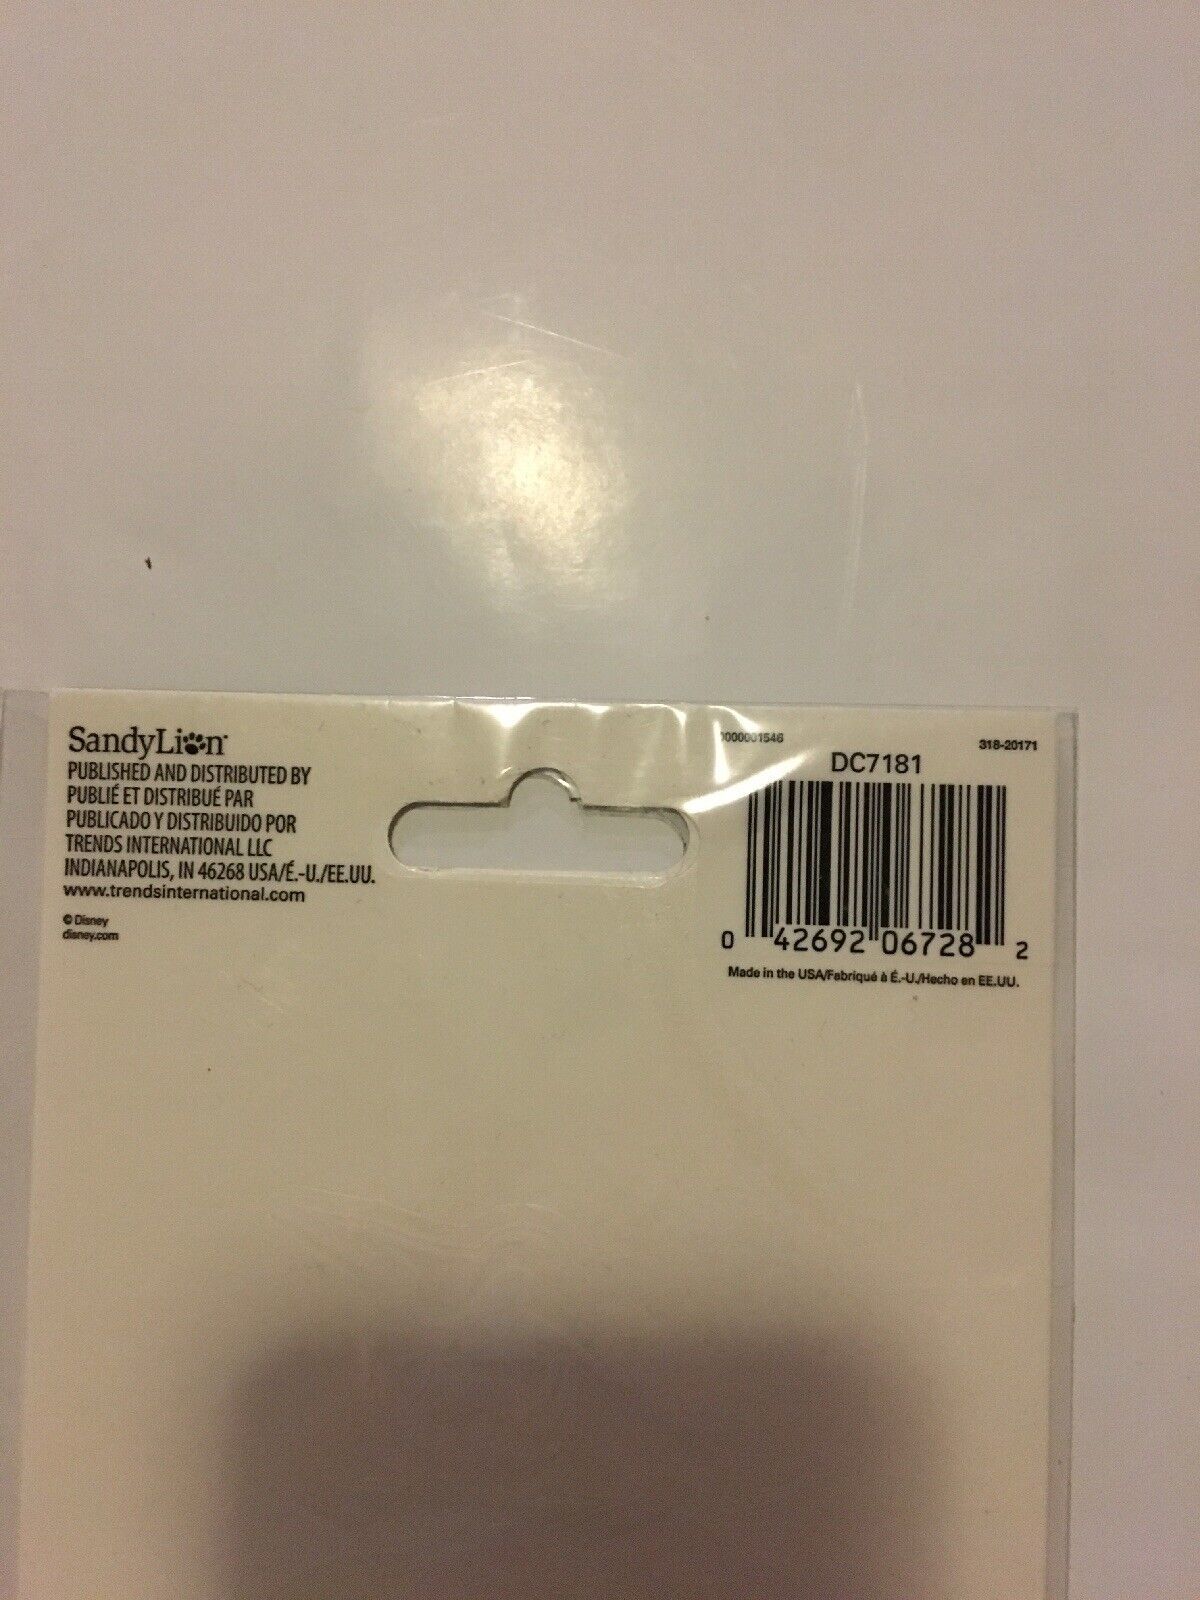 SandyLion™
PUBLISHED AND DISTRIBUTED BY
PUBLIÉ ET DISTRIBUÉ PAR
PUBLICADO Y DISTRIBUIDO POR
TRENDS INTERNATIONAL LLC
INDIANAPOLIS, IN 46268 USA/É.-U./EE.UU.
www.trendsinternational.com
© Disney
disney.com
0000001546
318-20171
DC7181
0 42692 06728 2
Made in the USA/Fabriqué à É.-U./Hecho en EE.UU.